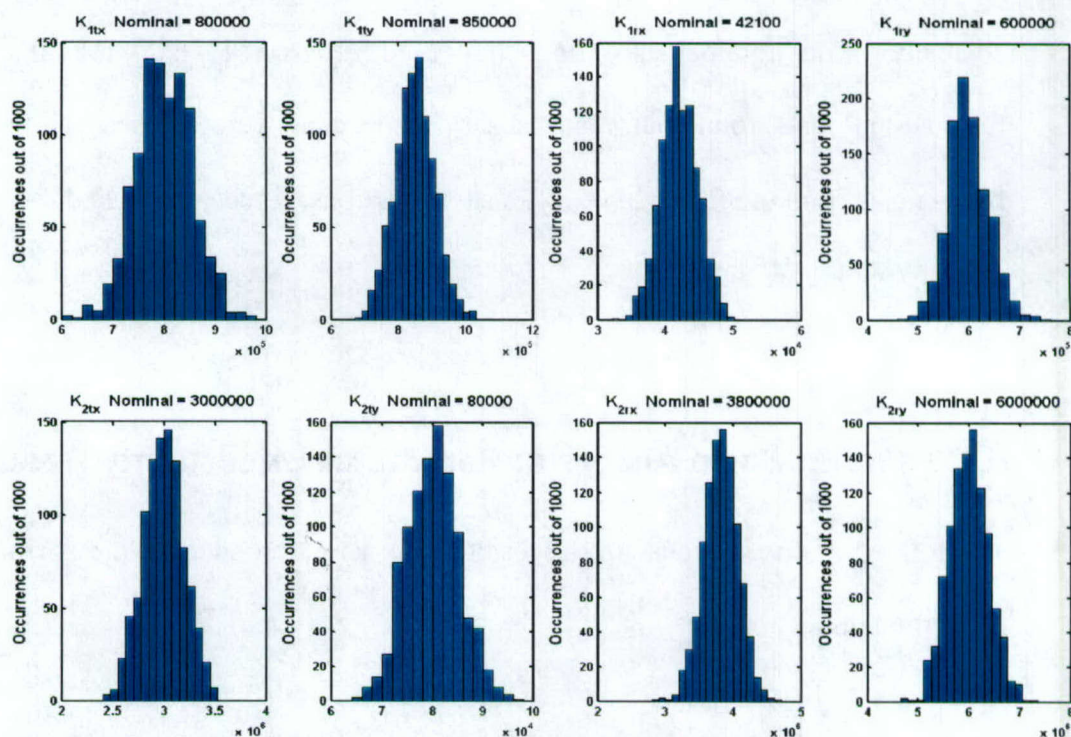 K1tx Nominal = 800000
150
100
50
0
Occurrences out of 1000
6 7 8 9 10
x 10^5
K1ty Nominal = 850000
150
100
50
0
Occurrences out of 1000
6 8 10 12
x 10^5
K1rx Nominal = 42100
160
140
120
100
80
60
40
20
0
Occurrences out of 1000
3 4 5 6
x 10^4
K1ry Nominal = 600000
250
200
150
100
50
0
Occurrences out of 1000
4 5 6 7 8
x 10^5
K2tx Nominal = 3000000
150
100
50
0
Occurrences out of 1000
2 2.5 3 3.5 4
x 10
K2ty Nominal = 80000
160
140
120
100
80
60
40
20
0
Occurrences out of 1000
6 7 8 9 10
x 10
K2rx Nominal = 3800000
160
140
120
100
80
60
40
20
0
Occurrences out of 1000
2 3 4 5
x 10
K2ry Nominal = 6000000
160
140
120
100
80
60
40
20
0
Occurrences out of 1000
4 5 6 7 8
x 10